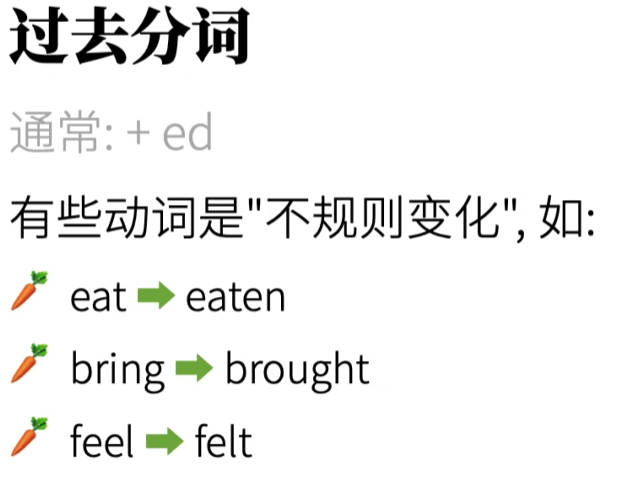 过去分词
通常: + ed
有些动词是"不规则变化", 如:
🥕 eat ➡ eaten
🥕 bring ➡ brought
🥕 feel ➡ felt